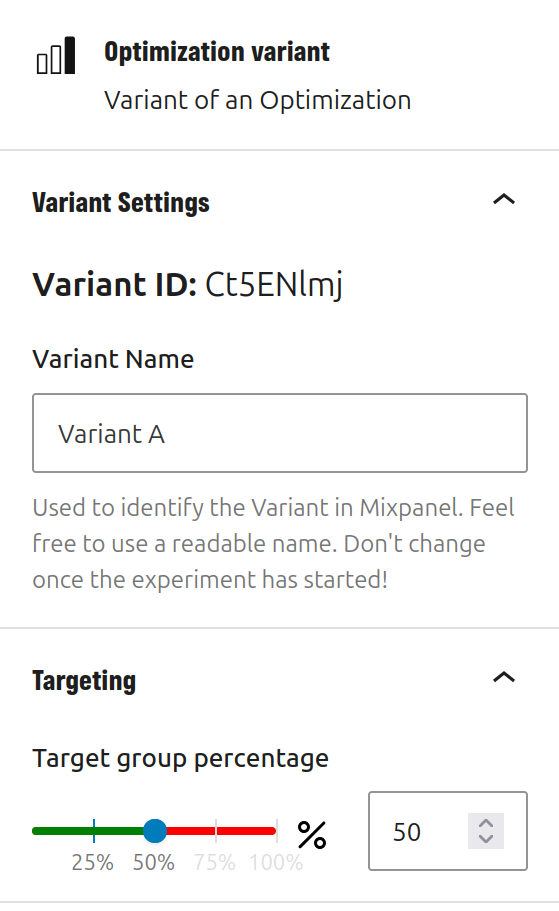 Optimization variant
Variant of an Optimization
Variant Settings
Variant ID: Ct5ENlmj
Variant Name
Variant A
Used to identify the Variant in Mixpanel. Feel
free to use a readable name. Don't change
once the experiment has started!
Targeting
Target group percentage
% 50
25% 50% 75% 100%